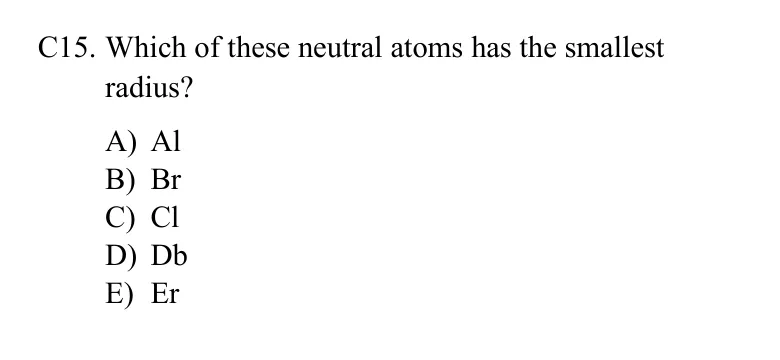 C15. Which of these neutral atoms has the smallest
radius?
A) Al
B) Br
C) Cl
D) Db
E) Er